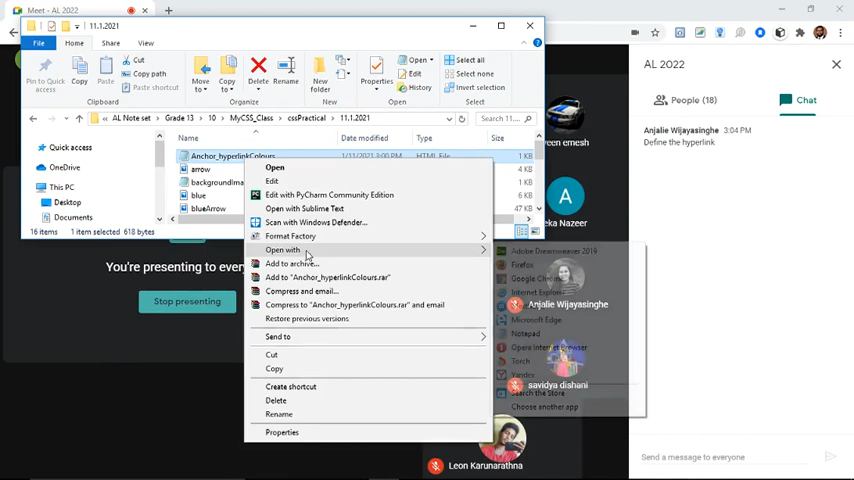 Meet - AL 2022
11.1.2021
File
Home
Share
View
Pin to Quick access
Copy
Paste
Cut
Copy path
Paste shortcut
Clipboard
Move to
Copy to
Delete
Rename
Organize
New folder
New
Properties
Open
Edit
History
Open
Select all
Select none
Invert selection
Select
AL Note set > Grade 13 > 10 > MyCSS_Class > cssPractical > 11.1.2021
Search 11....
Date modified
Type
Size
Quick access
OneDrive
This PC
Desktop
Documents
Anchor_hyperlinkColours
1/11/2021 3:00 PM
HTML File
1 KB
arrow
4 KB
backgroundIma
blue
6 KB
blueArrow
47 KB
16 items
1 item selected 618 bytes
Open
Edit
Edit with PyCharm Community Edition
Open with Sublime Text
Scan with Windows Defender...
Format Factory
Open with
Add to archive...
Add to "Anchor_hyperlinkColours.rar"
Compress and email...
Compress to "Anchor_hyperlinkColours.rar" and email
Restore previous versions
Send to
Cut
Copy
Create shortcut
Delete
Rename
Properties
Adobe Dreamweaver 2019
Firefox
Google Chro
Internet Explor
Microsoft Edge
Notepad
Opera Internet Browser
Torch
Yandex
Search the Store
Choose another app
You're presenting to ever
Stop presenting
veen emesh
eka Nazeer
Anjalie Wijayasinghe
savidya dishani
Leon Karunarathna
AL 2022
People (18)
Chat
Anjalie Wijayasinghe 3:04 PM
Define the hyperlink
Send a message to everyone